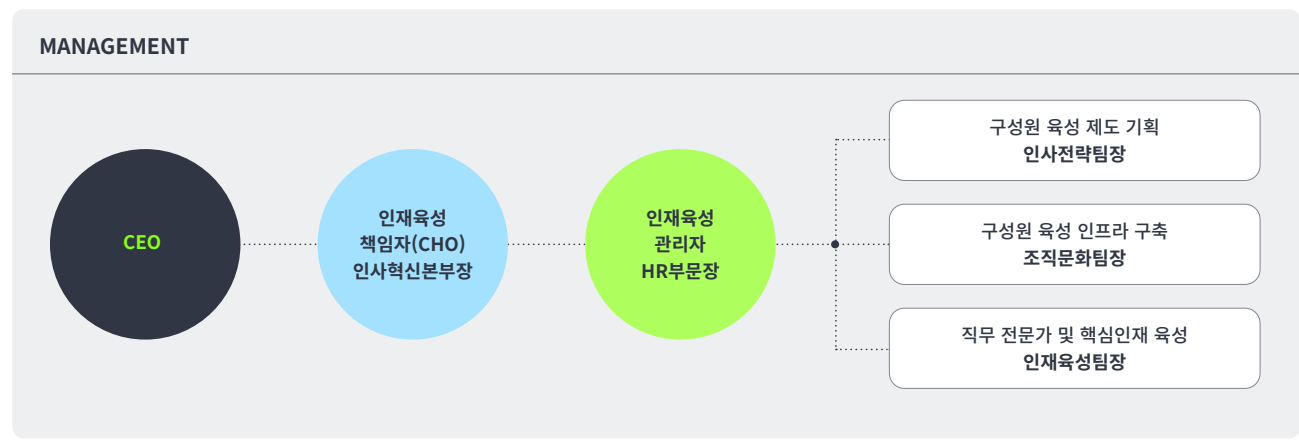 MANAGEMENT
CEO
인재육성
책임자(CHO)
인사혁신본부장
인재육성
관리자
HR부문장
구성원 육성 제도 기획
인사전략팀장
구성원 육성 인프라 구축
조직문화팀장
직무 전문가 및 핵심인재 육성
인재육성팀장